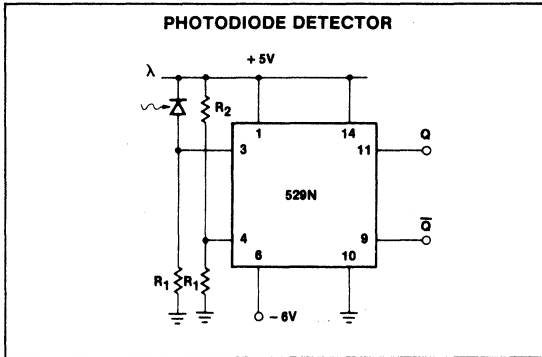 PHOTODIODE DETECTOR
+ 5V
λ
R2
1
14
3
11
Q
529N
4
9
Q̅
6
10
R1
R1
- 6V